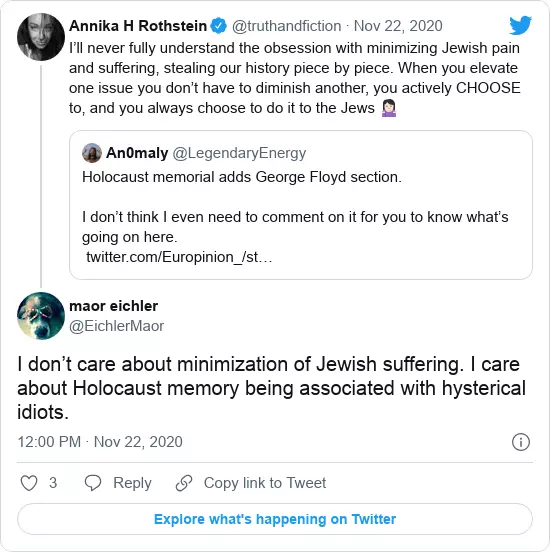 Annika H Rothstein @truthandfiction · Nov 22, 2020
I’ll never fully understand the obsession with minimizing Jewish pain
and suffering, stealing our history piece by piece. When you elevate
one issue you don’t have to diminish another, you actively CHOOSE
to, and you always choose to do it to the Jews 🤷🏻‍♀️
An0maly @LegendaryEnergy
Holocaust memorial adds George Floyd section.
I don’t think I even need to comment on it for you to know what’s
going on here.
twitter.com/Europinion_/st…
maor eichler
@EichlerMaor
I don’t care about minimization of Jewish suffering. I care
about Holocaust memory being associated with hysterical
idiots.
12:00 PM · Nov 22, 2020
3 Reply Copy link to Tweet
Explore what's happening on Twitter